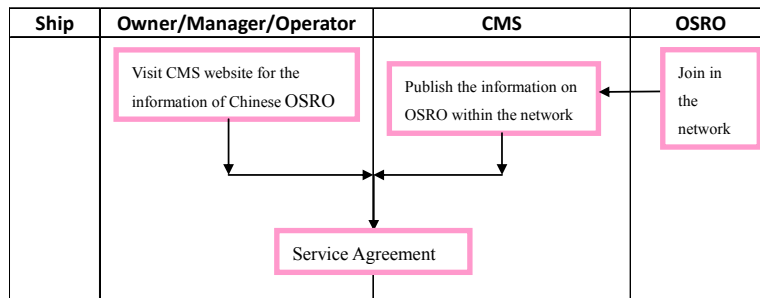 Ship Owner/Manager/Operator CMS OSRO
Visit CMS website for the
information of Chinese OSRO
Publish the information on
OSRO within the network
Join in
the
network
Service Agreement